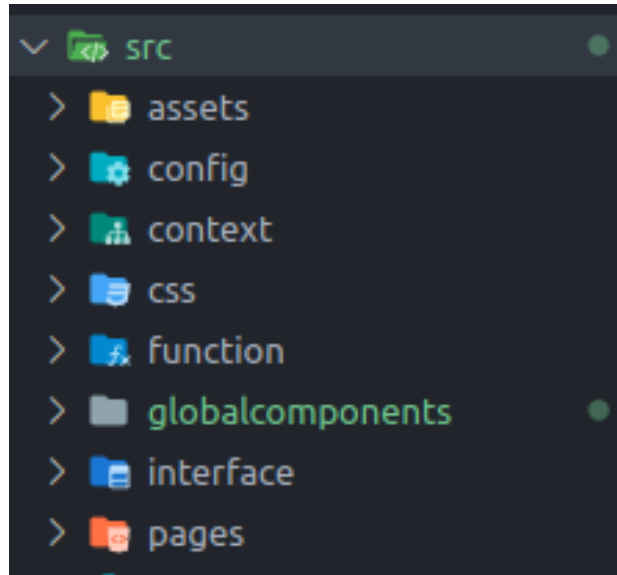 src
assets
config
context
css
function
globalcomponents
interface
pages